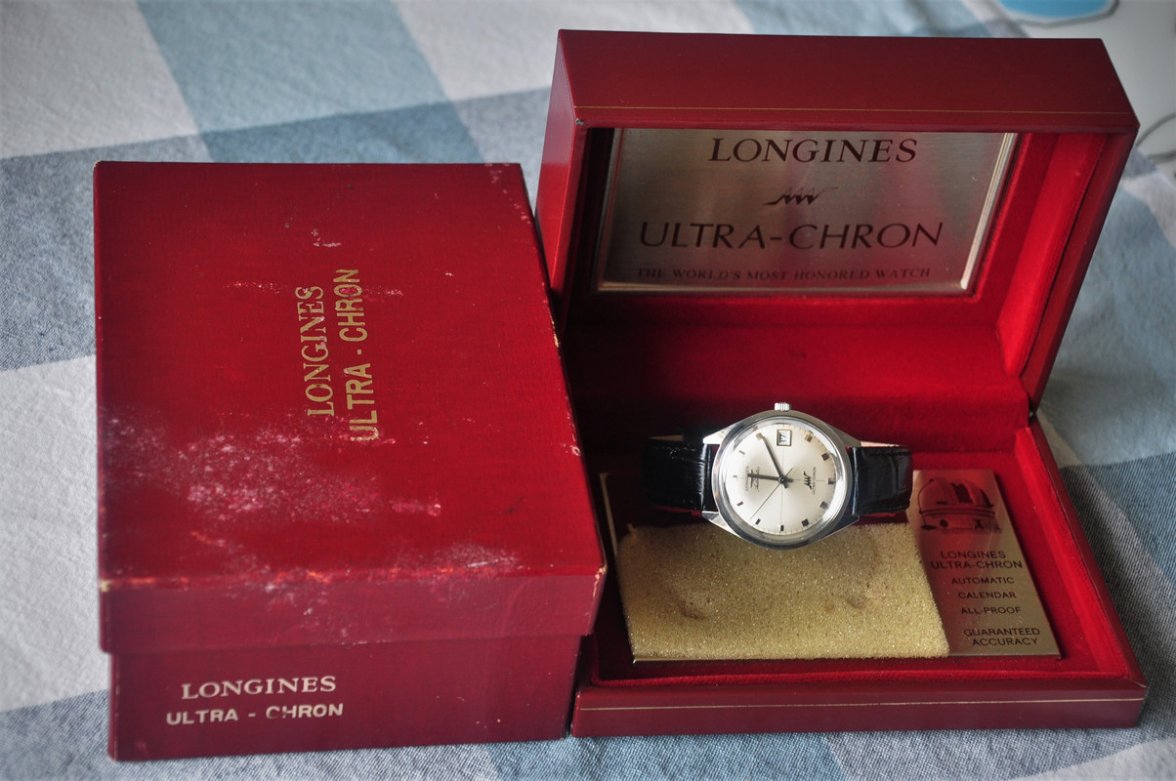 LONGINES
ULTRA - CHRON
LONGINES
ULTRA - CHRON
LONGINES
ULTRA-CHRON
THE WORLD'S MOST HONORED WATCH
LONGINES
ULTRA-CHRON
AUTOMATIC
CALENDAR
ALL-PROOF
GUARANTEED
ACCURACY